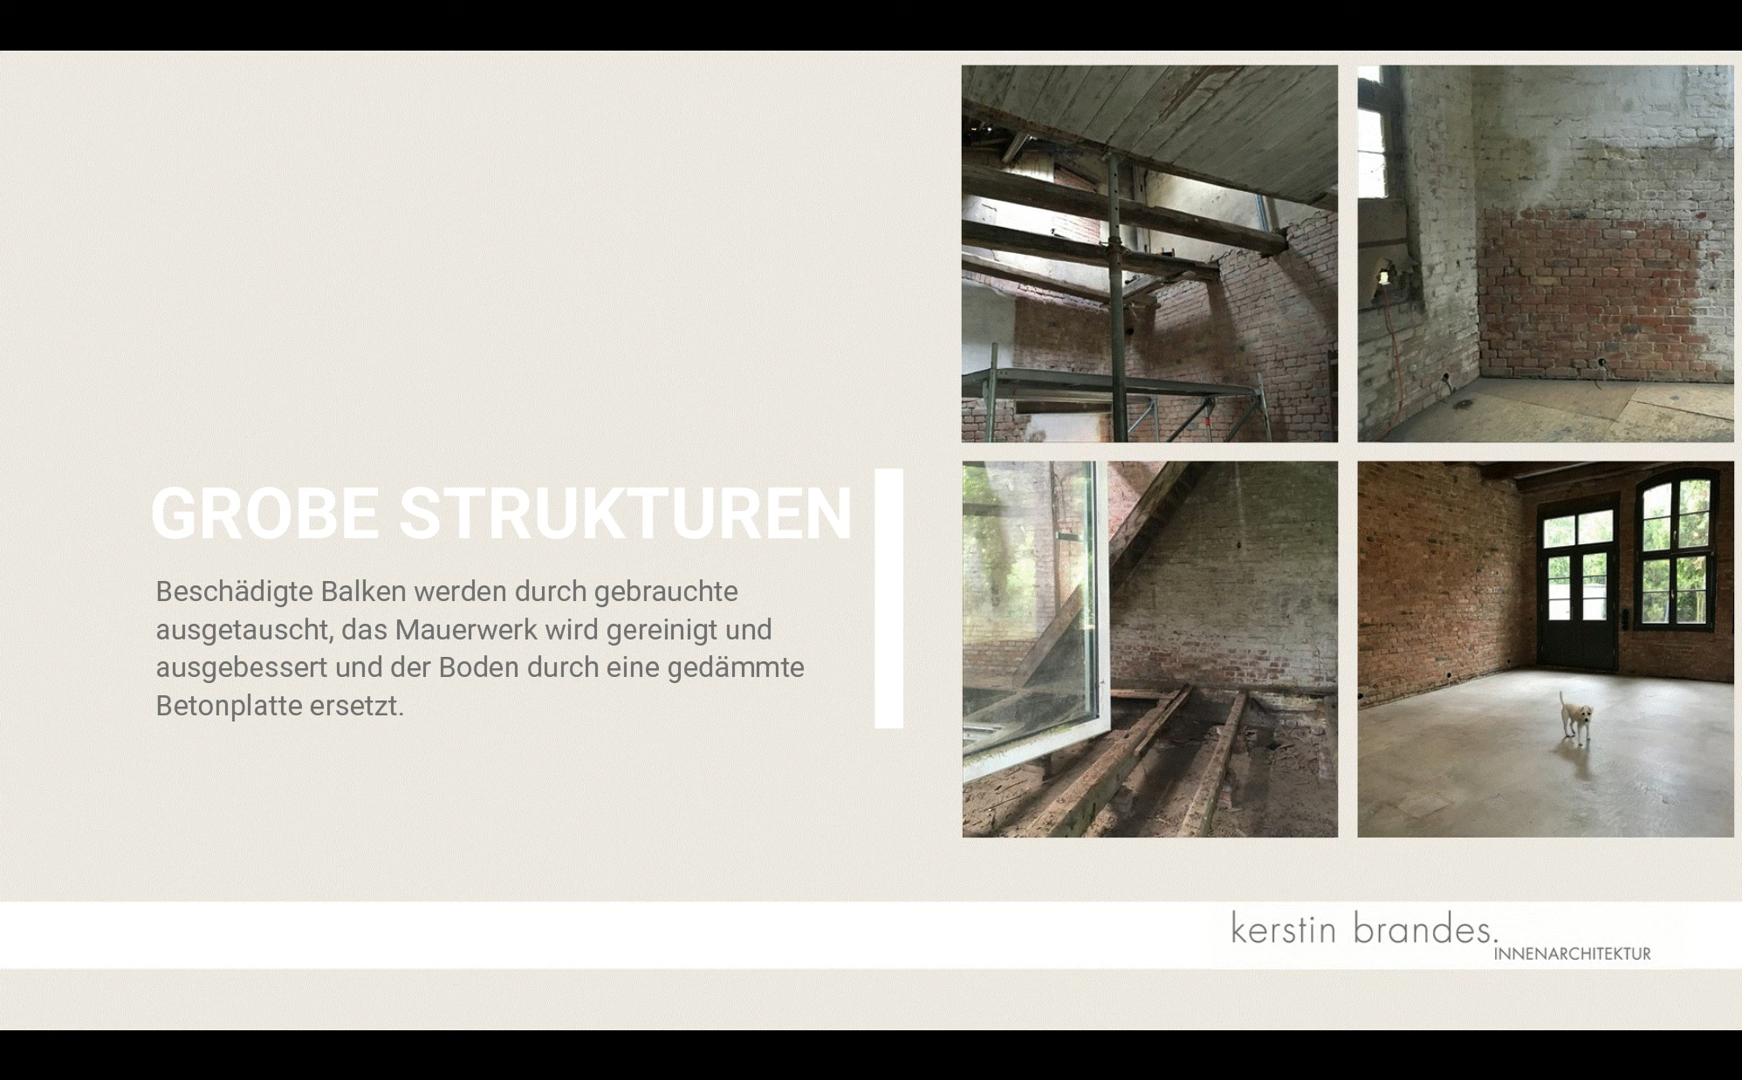 GROBE STRUKTUREN
Beschädigte Balken werden durch gebrauchte
ausgetauscht, das Mauerwerk wird gereinigt und
ausgebessert und der Boden durch eine gedämmte
Betonplatte ersetzt.
kerstin brandes.
INNENARCHITEKTUR